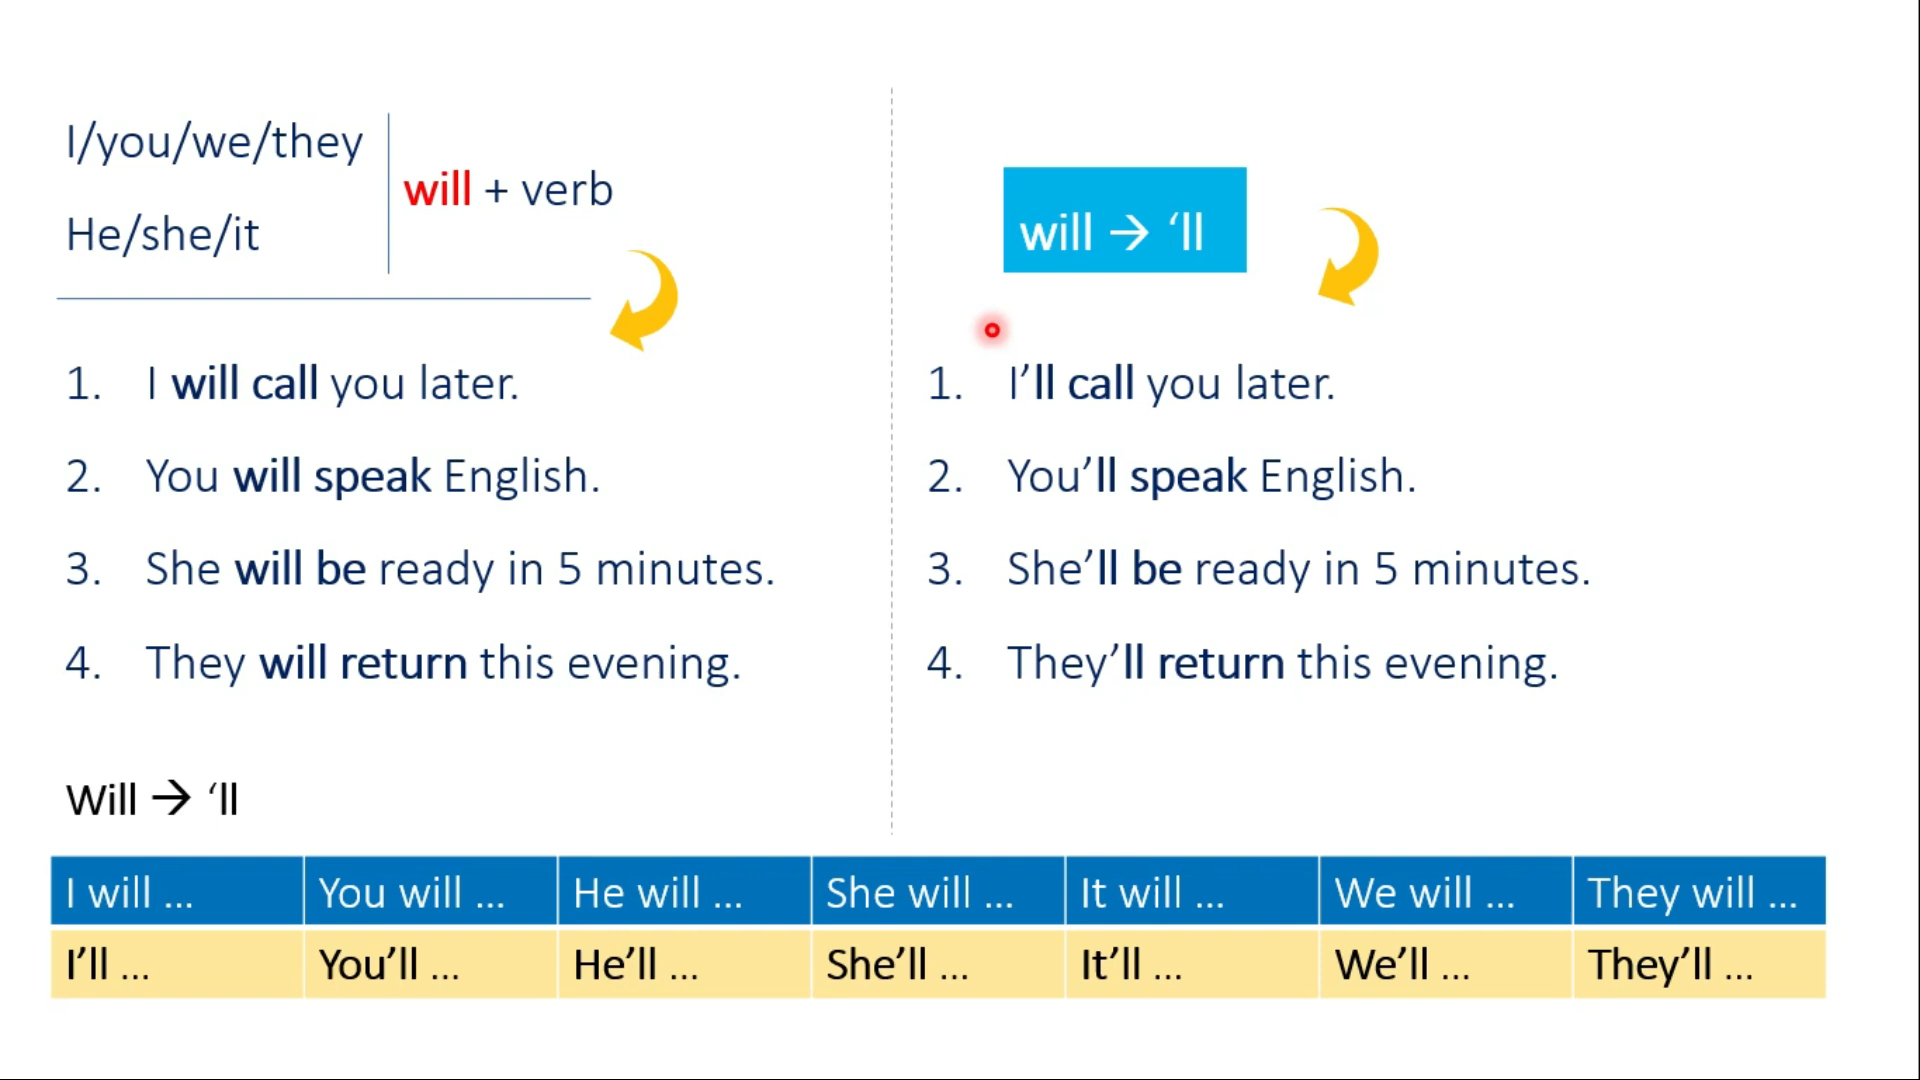 I/you/we/they
He/she/it
will + verb
1. I will call you later.
2. You will speak English.
3. She will be ready in 5 minutes.
4. They will return this evening.
will → ‘ll
1. I’ll call you later.
2. You’ll speak English.
3. She’ll be ready in 5 minutes.
4. They’ll return this evening.
Will → ‘ll
I will ... You will ... He will ... She will ... It will ... We will ... They will ...
I’ll ... You’ll ... He’ll ... She’ll ... It’ll ... We’ll ... They’ll ...